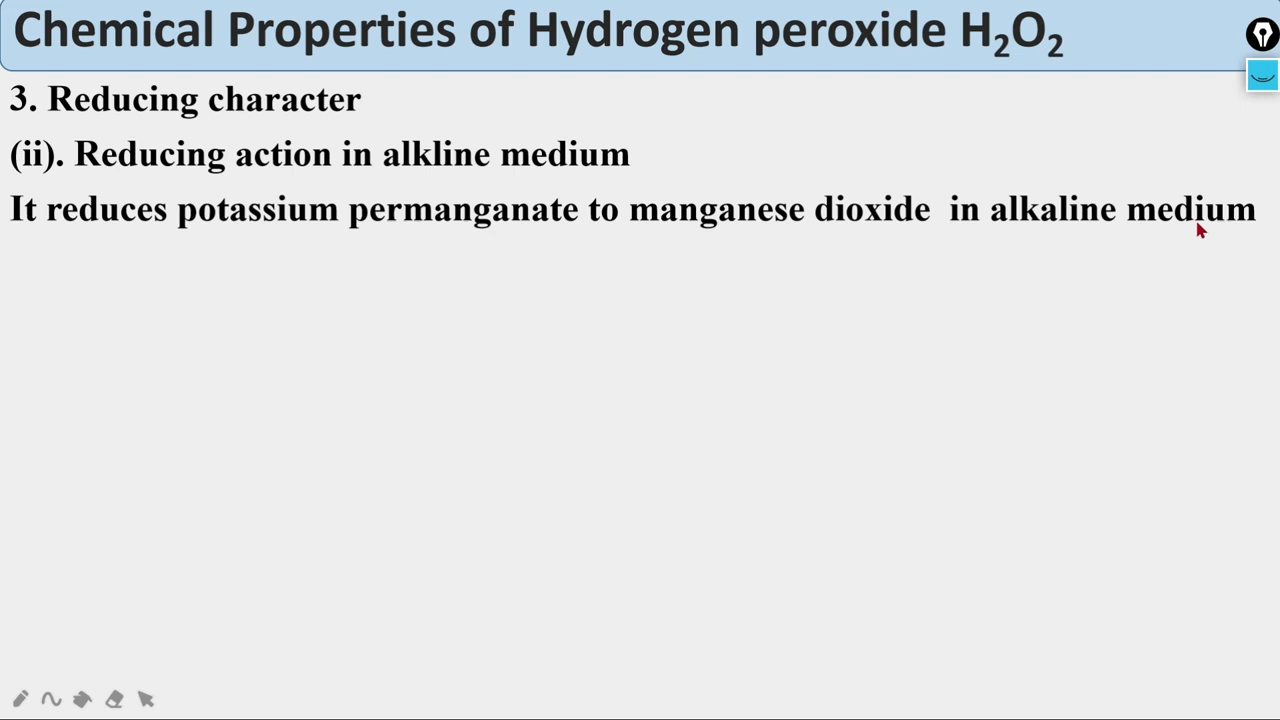 Chemical Properties of Hydrogen peroxide H₂O₂
3. Reducing character
(ii). Reducing action in alkline medium
It reduces potassium permanganate to manganese dioxide in alkaline medium